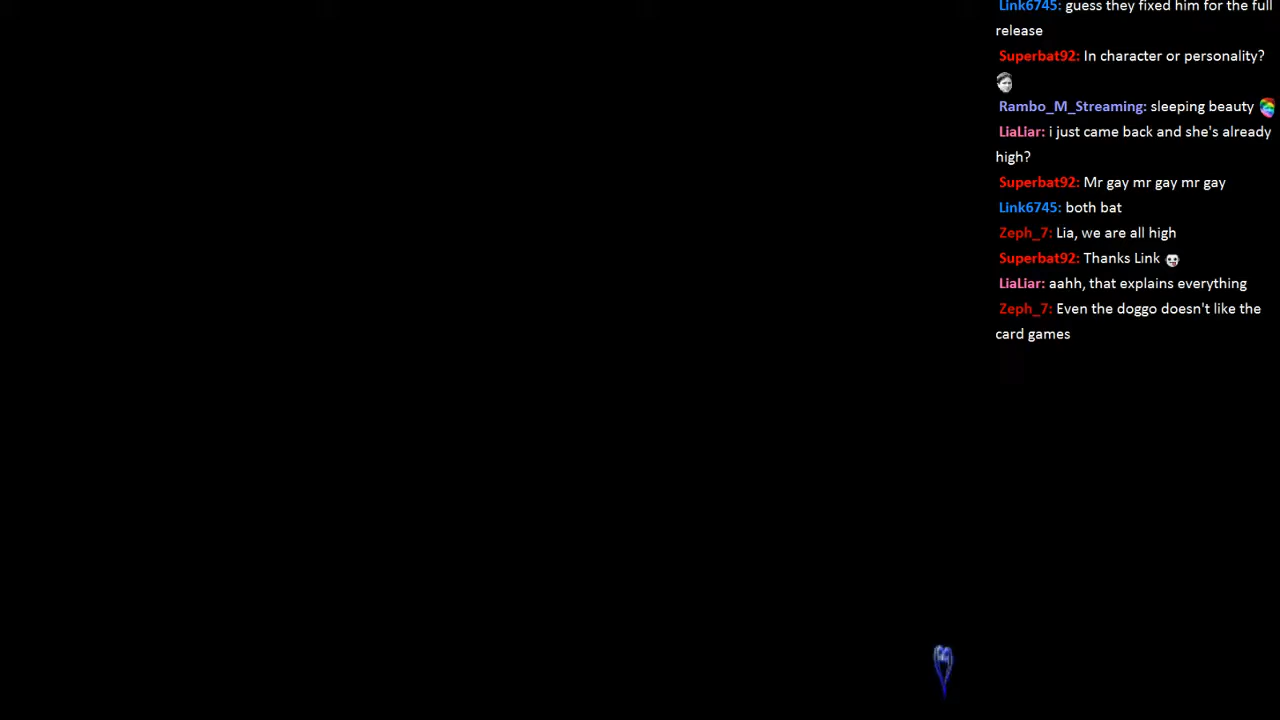 Link6745: guess they fixed him for the full
release
Superbat92: In character or personality?
Rambo_M_Streaming: sleeping beauty
LiaLiar: i just came back and she's already
high?
Superbat92: Mr gay mr gay mr gay
Link6745: both bat
Zeph_7: Lia, we are all high
Superbat92: Thanks Link
LiaLiar: aahh, that explains everything
Zeph_7: Even the doggo doesn't like the
card games